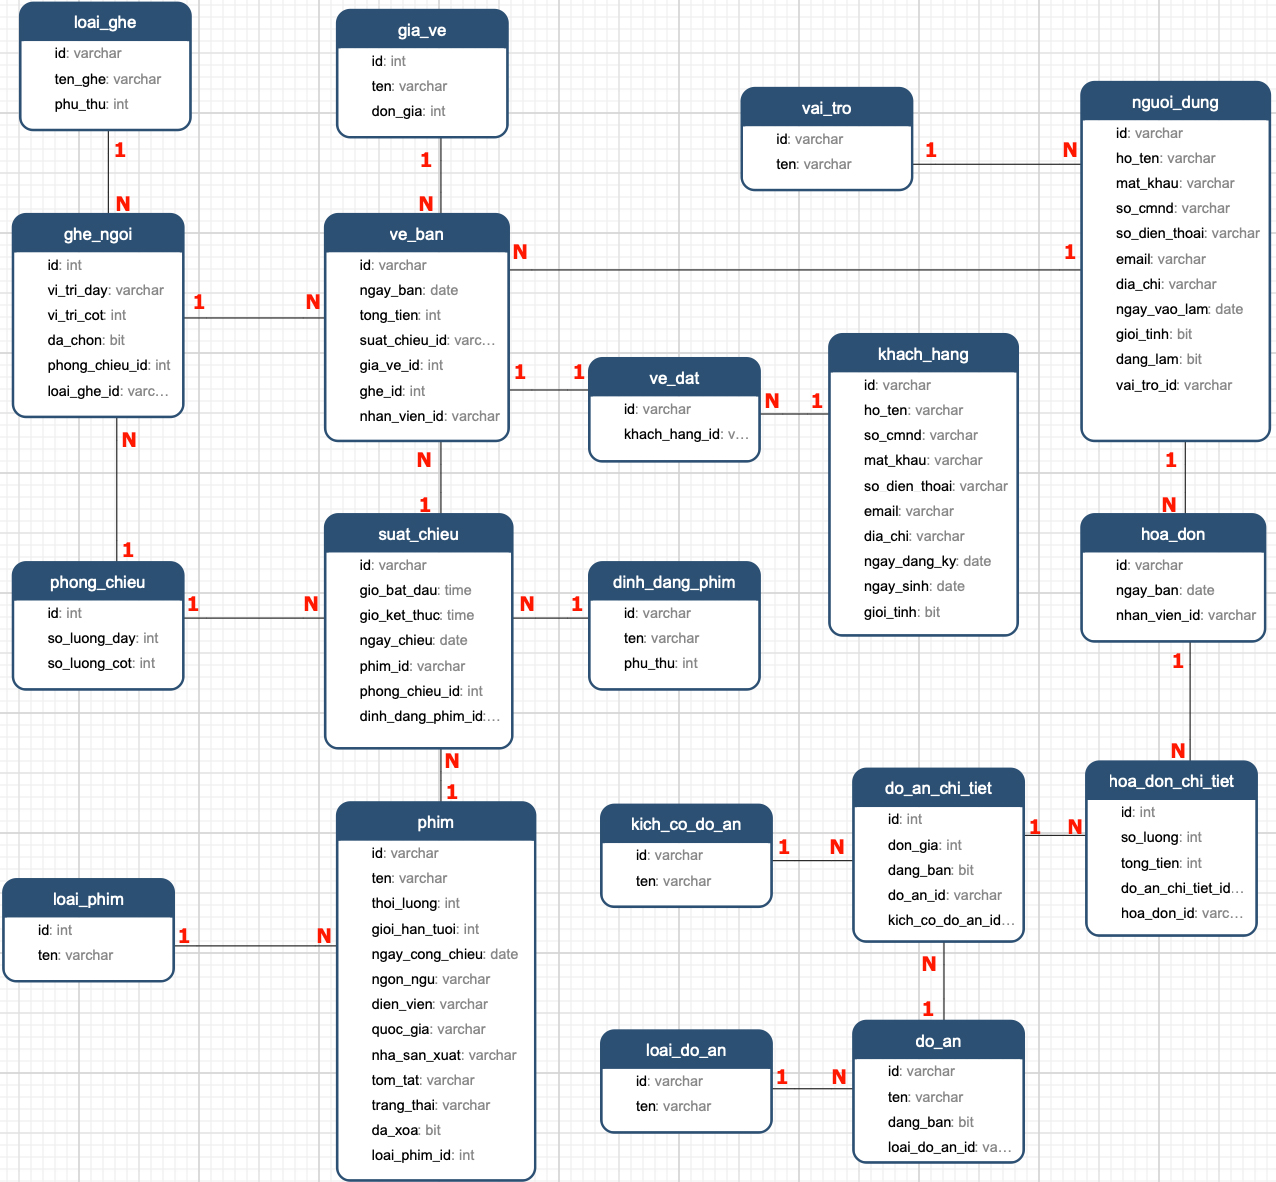 loai_ghe
id: varchar
ten_ghe: varchar
phu_thu: int
1
N
gia_ve
id: int
ten: varchar
don_gia: int
1
N
vai_tro
id: varchar
ten: varchar
1
N
nguoi_dung
id: varchar
ho_ten: varchar
mat_khau: varchar
so_cmnd: varchar
so_dien_thoai: varchar
email: varchar
dia_chi: varchar
ngay_vao_lam: date
gioi_tinh: bit
dang_lam: bit
vai_tro_id: varchar
ghe_ngoi
id: int
vi_tri_day: varchar
vi_tri_cot: int
da_chon: bit
phong_chieu_id: int
loai_ghe_id: varc...
1
N
ve_ban
id: varchar
ngay_ban: date
tong_tien: int
suat_chieu_id: varc...
gia_ve_id: int
ghe_id: int
nhan_vien_id: varchar
N
1
1
1
ve_dat
id: varchar
khach_hang_id: v...
N
1
khach_hang
id: varchar
ho_ten: varchar
so_cmnd: varchar
mat_khau: varchar
so_dien_thoai: varchar
email: varchar
dia_chi: varchar
ngay_dang_ky: date
ngay_sinh: date
gioi_tinh: bit
N
1
N
1
1
N
phong_chieu
id: int
so_luong_day: int
so_luong_cot: int
1
N
suat_chieu
id: varchar
gio_bat_dau: time
gio_ket_thuc: time
ngay_chieu: date
phim_id: varchar
phong_chieu_id: int
dinh_dang_phim_id:...
N
1
dinh_dang_phim
id: varchar
ten: varchar
phu_thu: int
hoa_don
id: varchar
ngay_ban: date
nhan_vien_id: varchar
1
N
N
1
phim
id: varchar
ten: varchar
thoi_luong: int
gioi_han_tuoi: int
ngay_cong_chieu: date
ngon_ngu: varchar
dien_vien: varchar
quoc_gia: varchar
nha_san_xuat: varchar
tom_tat: varchar
trang_thai: varchar
da_xoa: bit
loai_phim_id: int
loai_phim
id: int
ten: varchar
1
N
kich_co_do_an
id: varchar
ten: varchar
1
N
do_an_chi_tiet
id: int
don_gia: int
dang_ban: bit
do_an_id: varchar
kich_co_do_an_id...
1
N
hoa_don_chi_tiet
id: int
so_luong: int
tong_tien: int
do_an_chi_tiet_id...
hoa_don_id: varc...
N
1
loai_do_an
id: varchar
ten: varchar
1
N
do_an
id: varchar
ten: varchar
dang_ban: bit
loai_do_an_id: va...